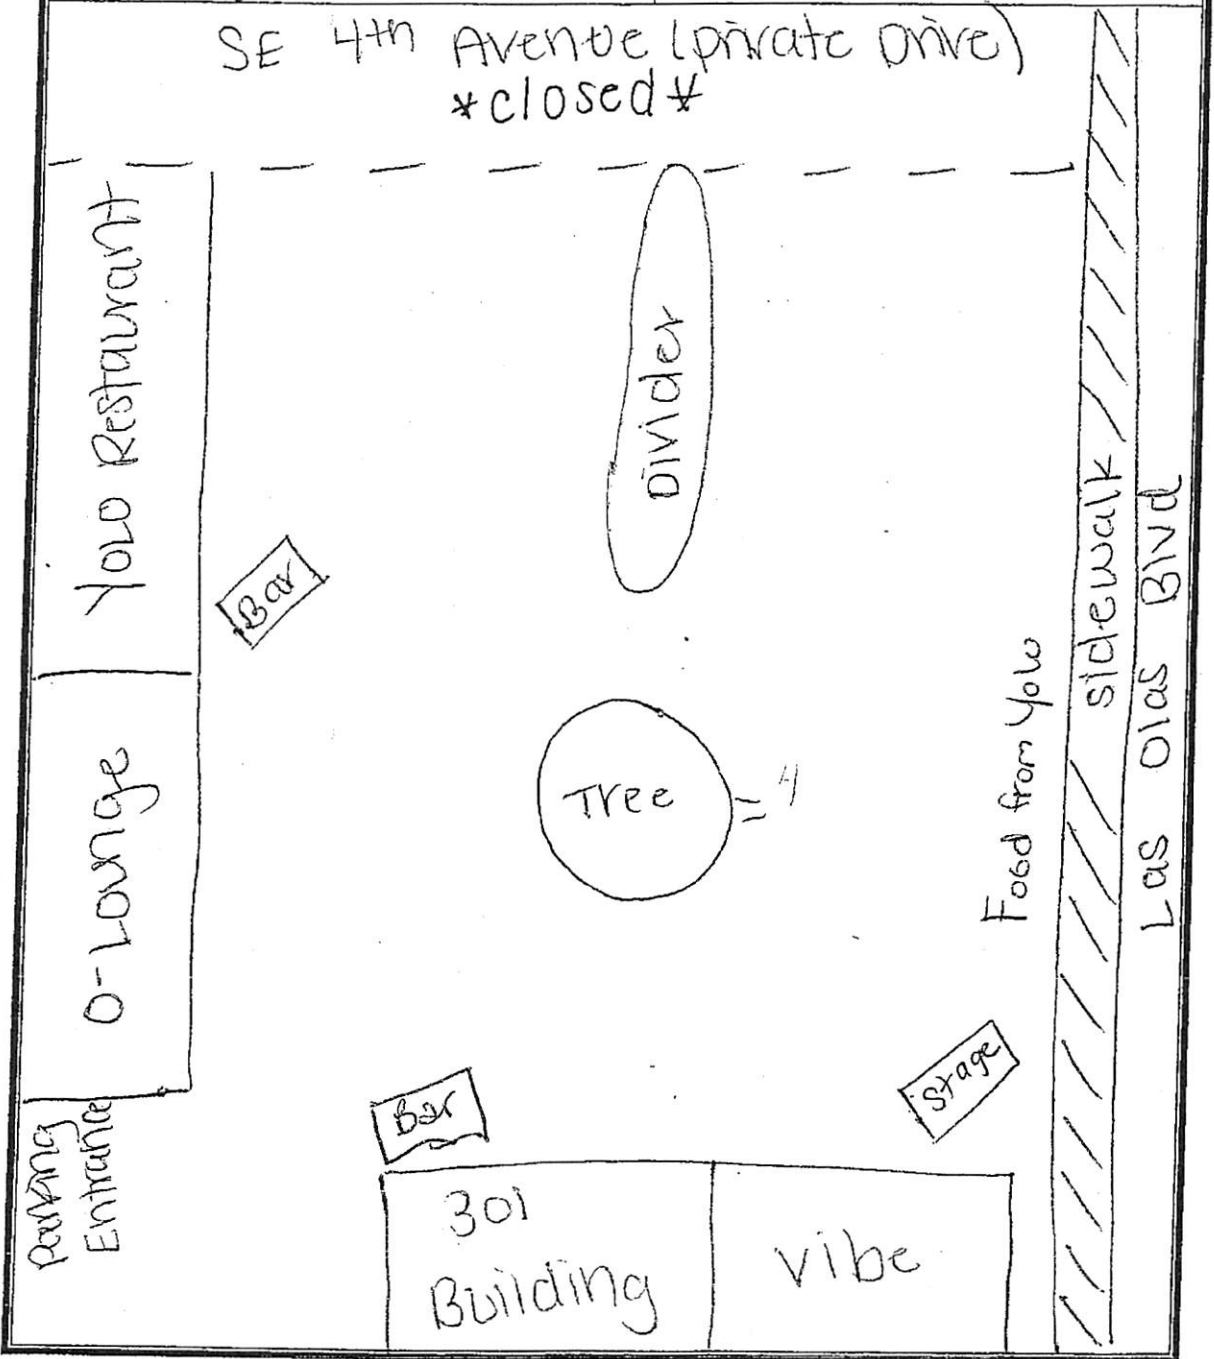 SE 4th Avenue (private Drive)
*closed*
Yolo Restaurant
Divider
Bar
sidewalk
Las Olas Blvd
Food from Yolo
Tree
O-Lounge
Stage
Bar
Parking
Entrance
301
Building
Vibe